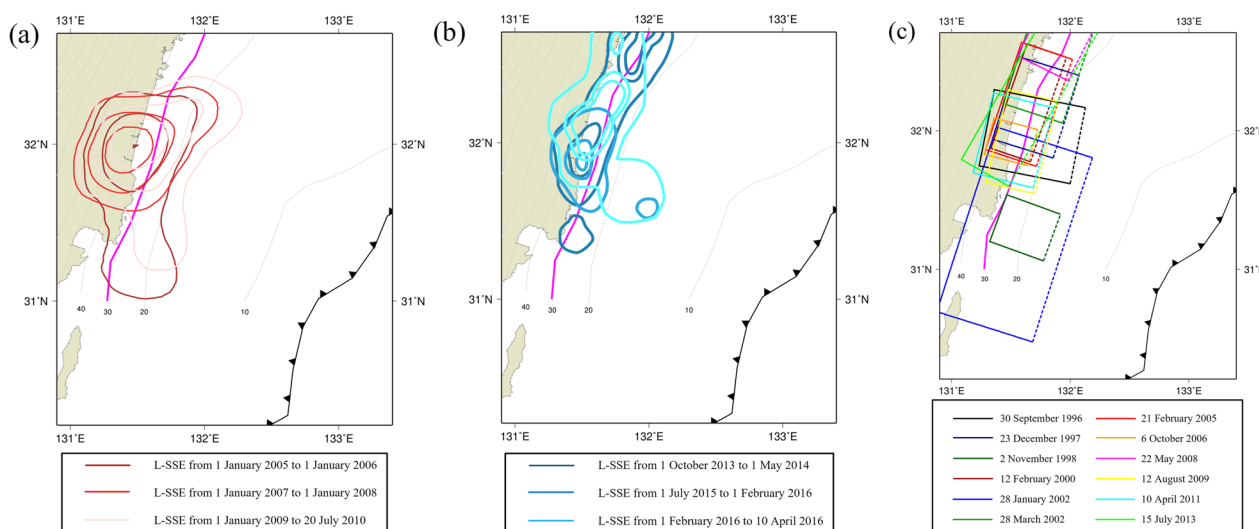 (a)
131°E 132°E 133°E
32°N
31°N
40 30 20 10
131°E 132°E 133°E
L-SSE from 1 January 2005 to 1 January 2006
L-SSE from 1 January 2007 to 1 January 2008
L-SSE from 1 January 2009 to 20 July 2010
(b)
131°E 132°E 133°E
32°N
31°N
40 30 20 10
131°E 132°E 133°E
L-SSE from 1 October 2013 to 1 May 2014
L-SSE from 1 July 2015 to 1 February 2016
L-SSE from 1 February 2016 to 10 April 2016
(c)
131°E 132°E 133°E
32°N 32°N
31°N 31°N
40 30 20 10
131°E 132°E 133°E
30 September 1996 21 February 2005
23 December 1997 6 October 2006
2 November 1998 22 May 2008
12 February 2000 12 August 2009
28 January 2002 10 April 2011
28 March 2002 15 July 2013